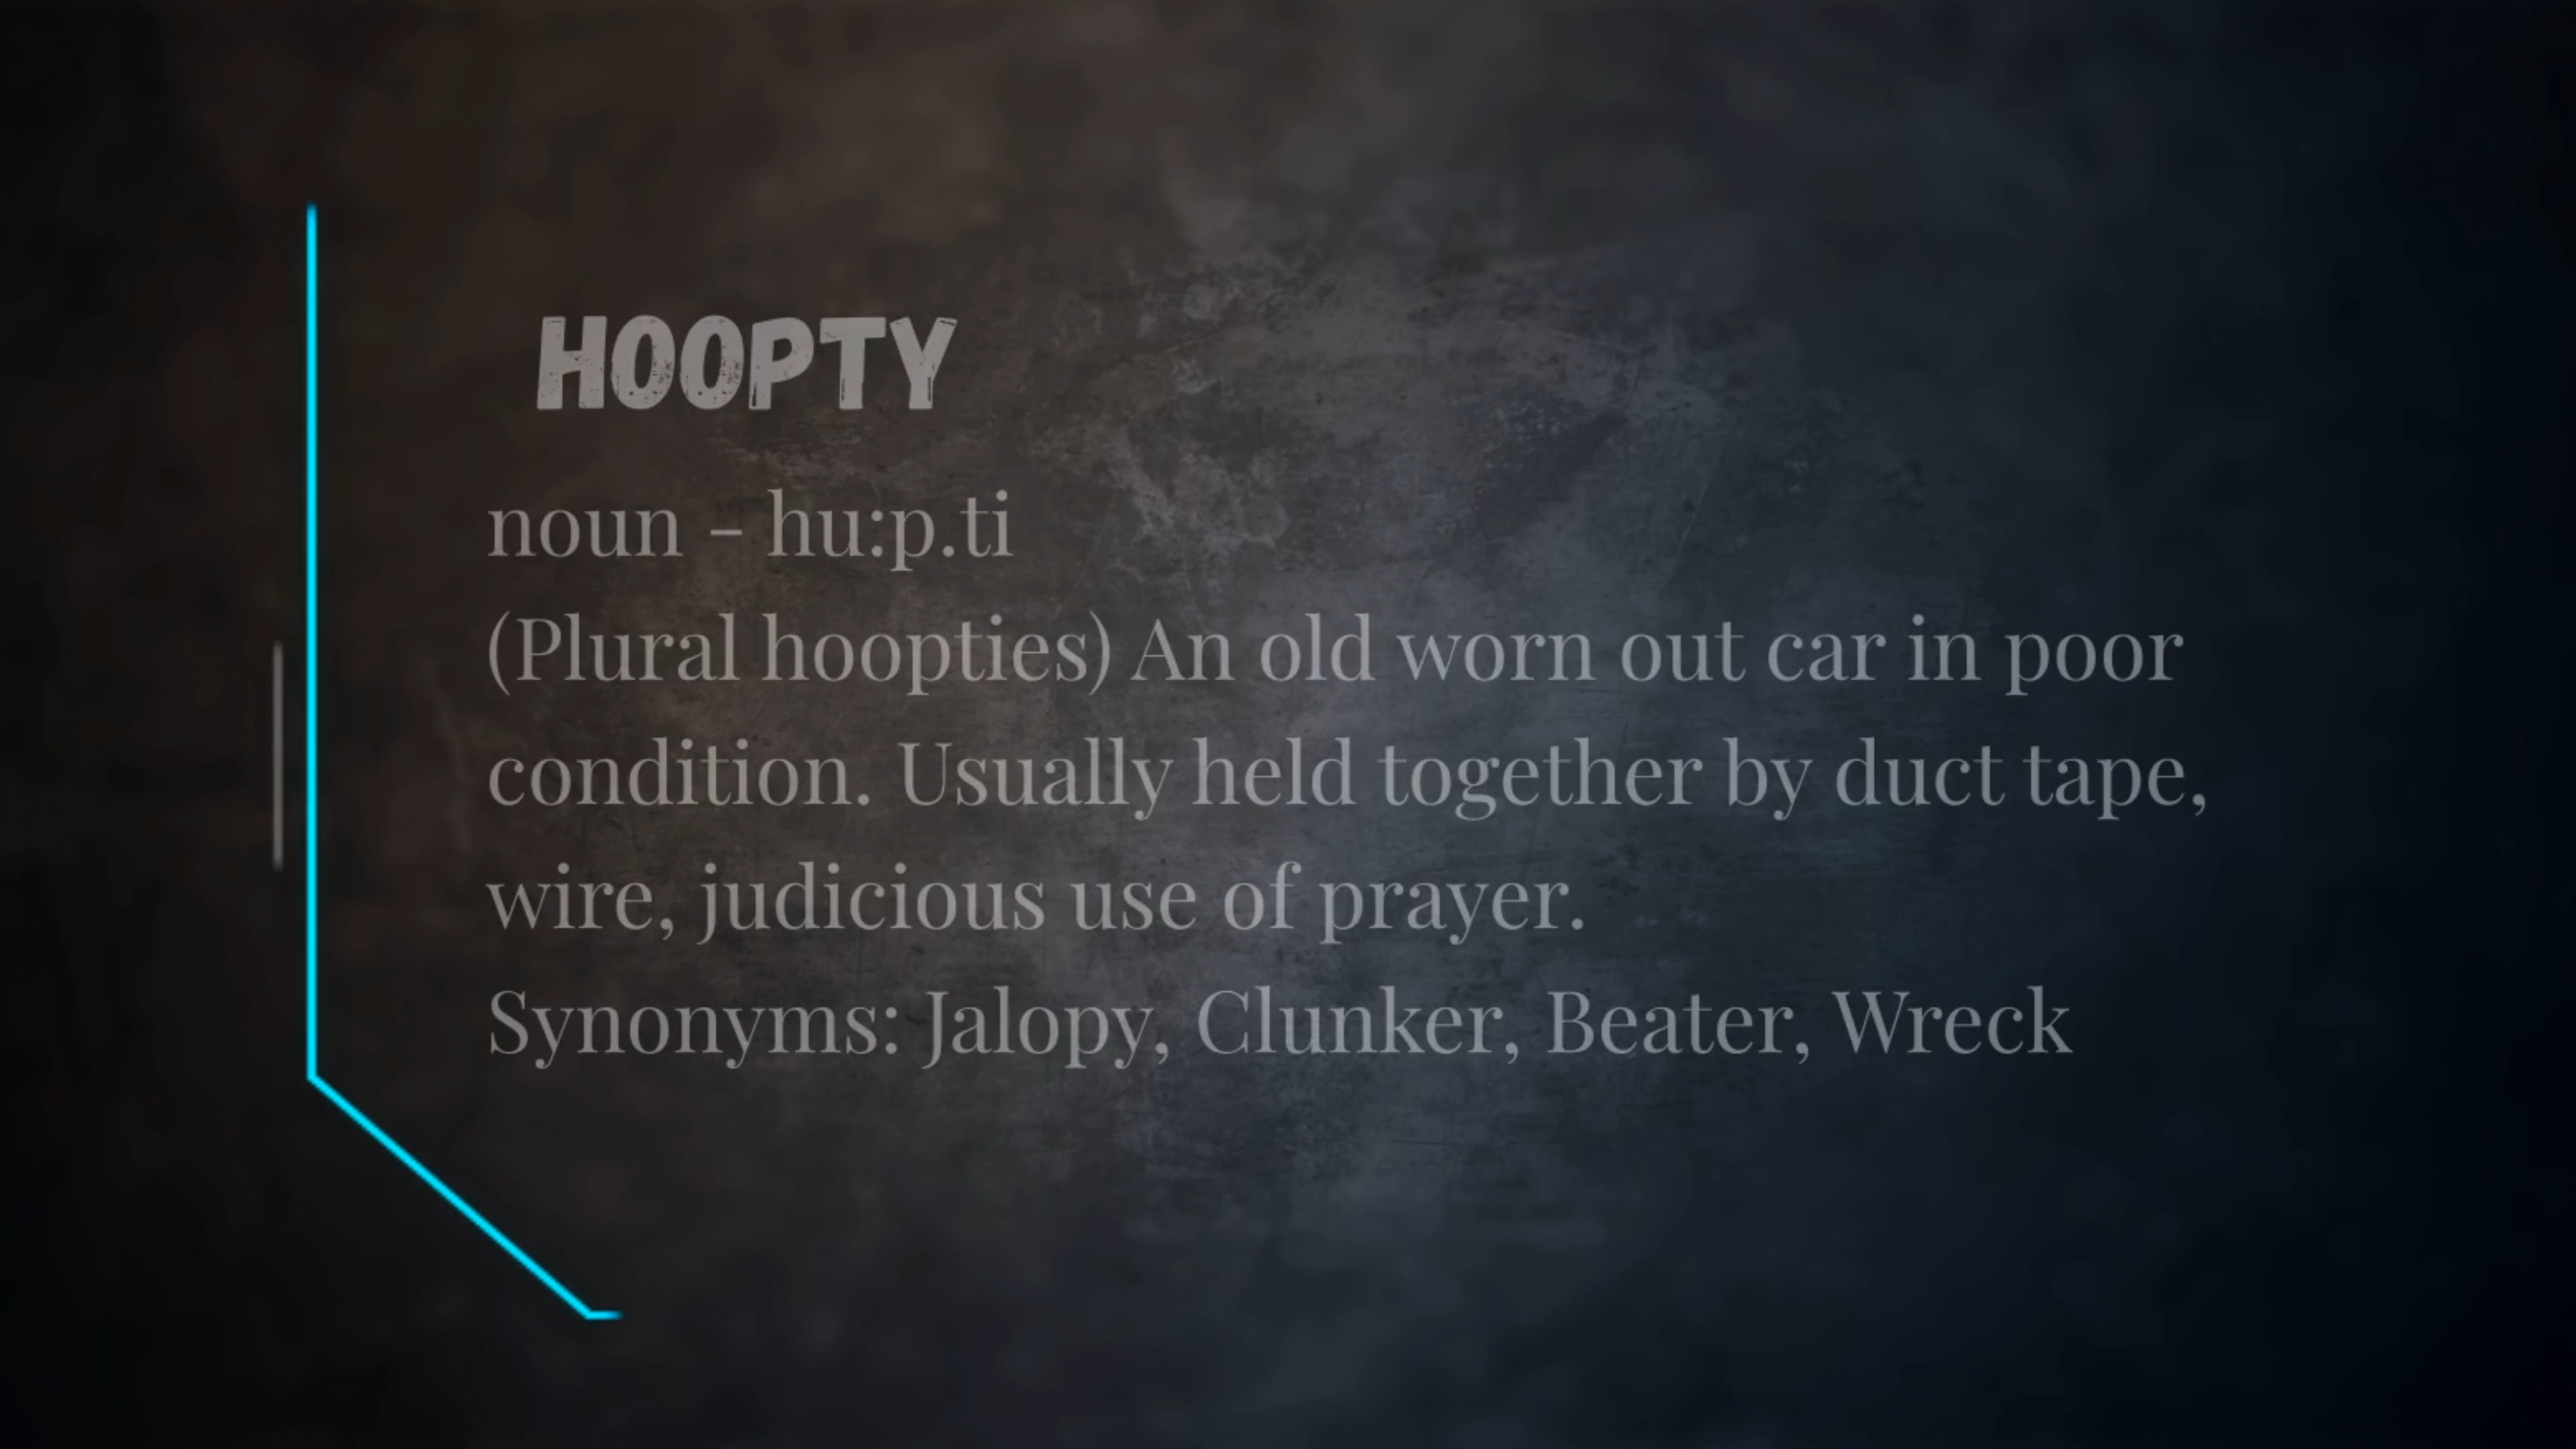 HOOPTY
noun - hu:p.ti
(Plural hoopties) An old worn out car in poor
condition. Usually held together by duct tape,
wire, judicious use of prayer.
Synonyms: Jalopy, Clunker, Beater, Wreck